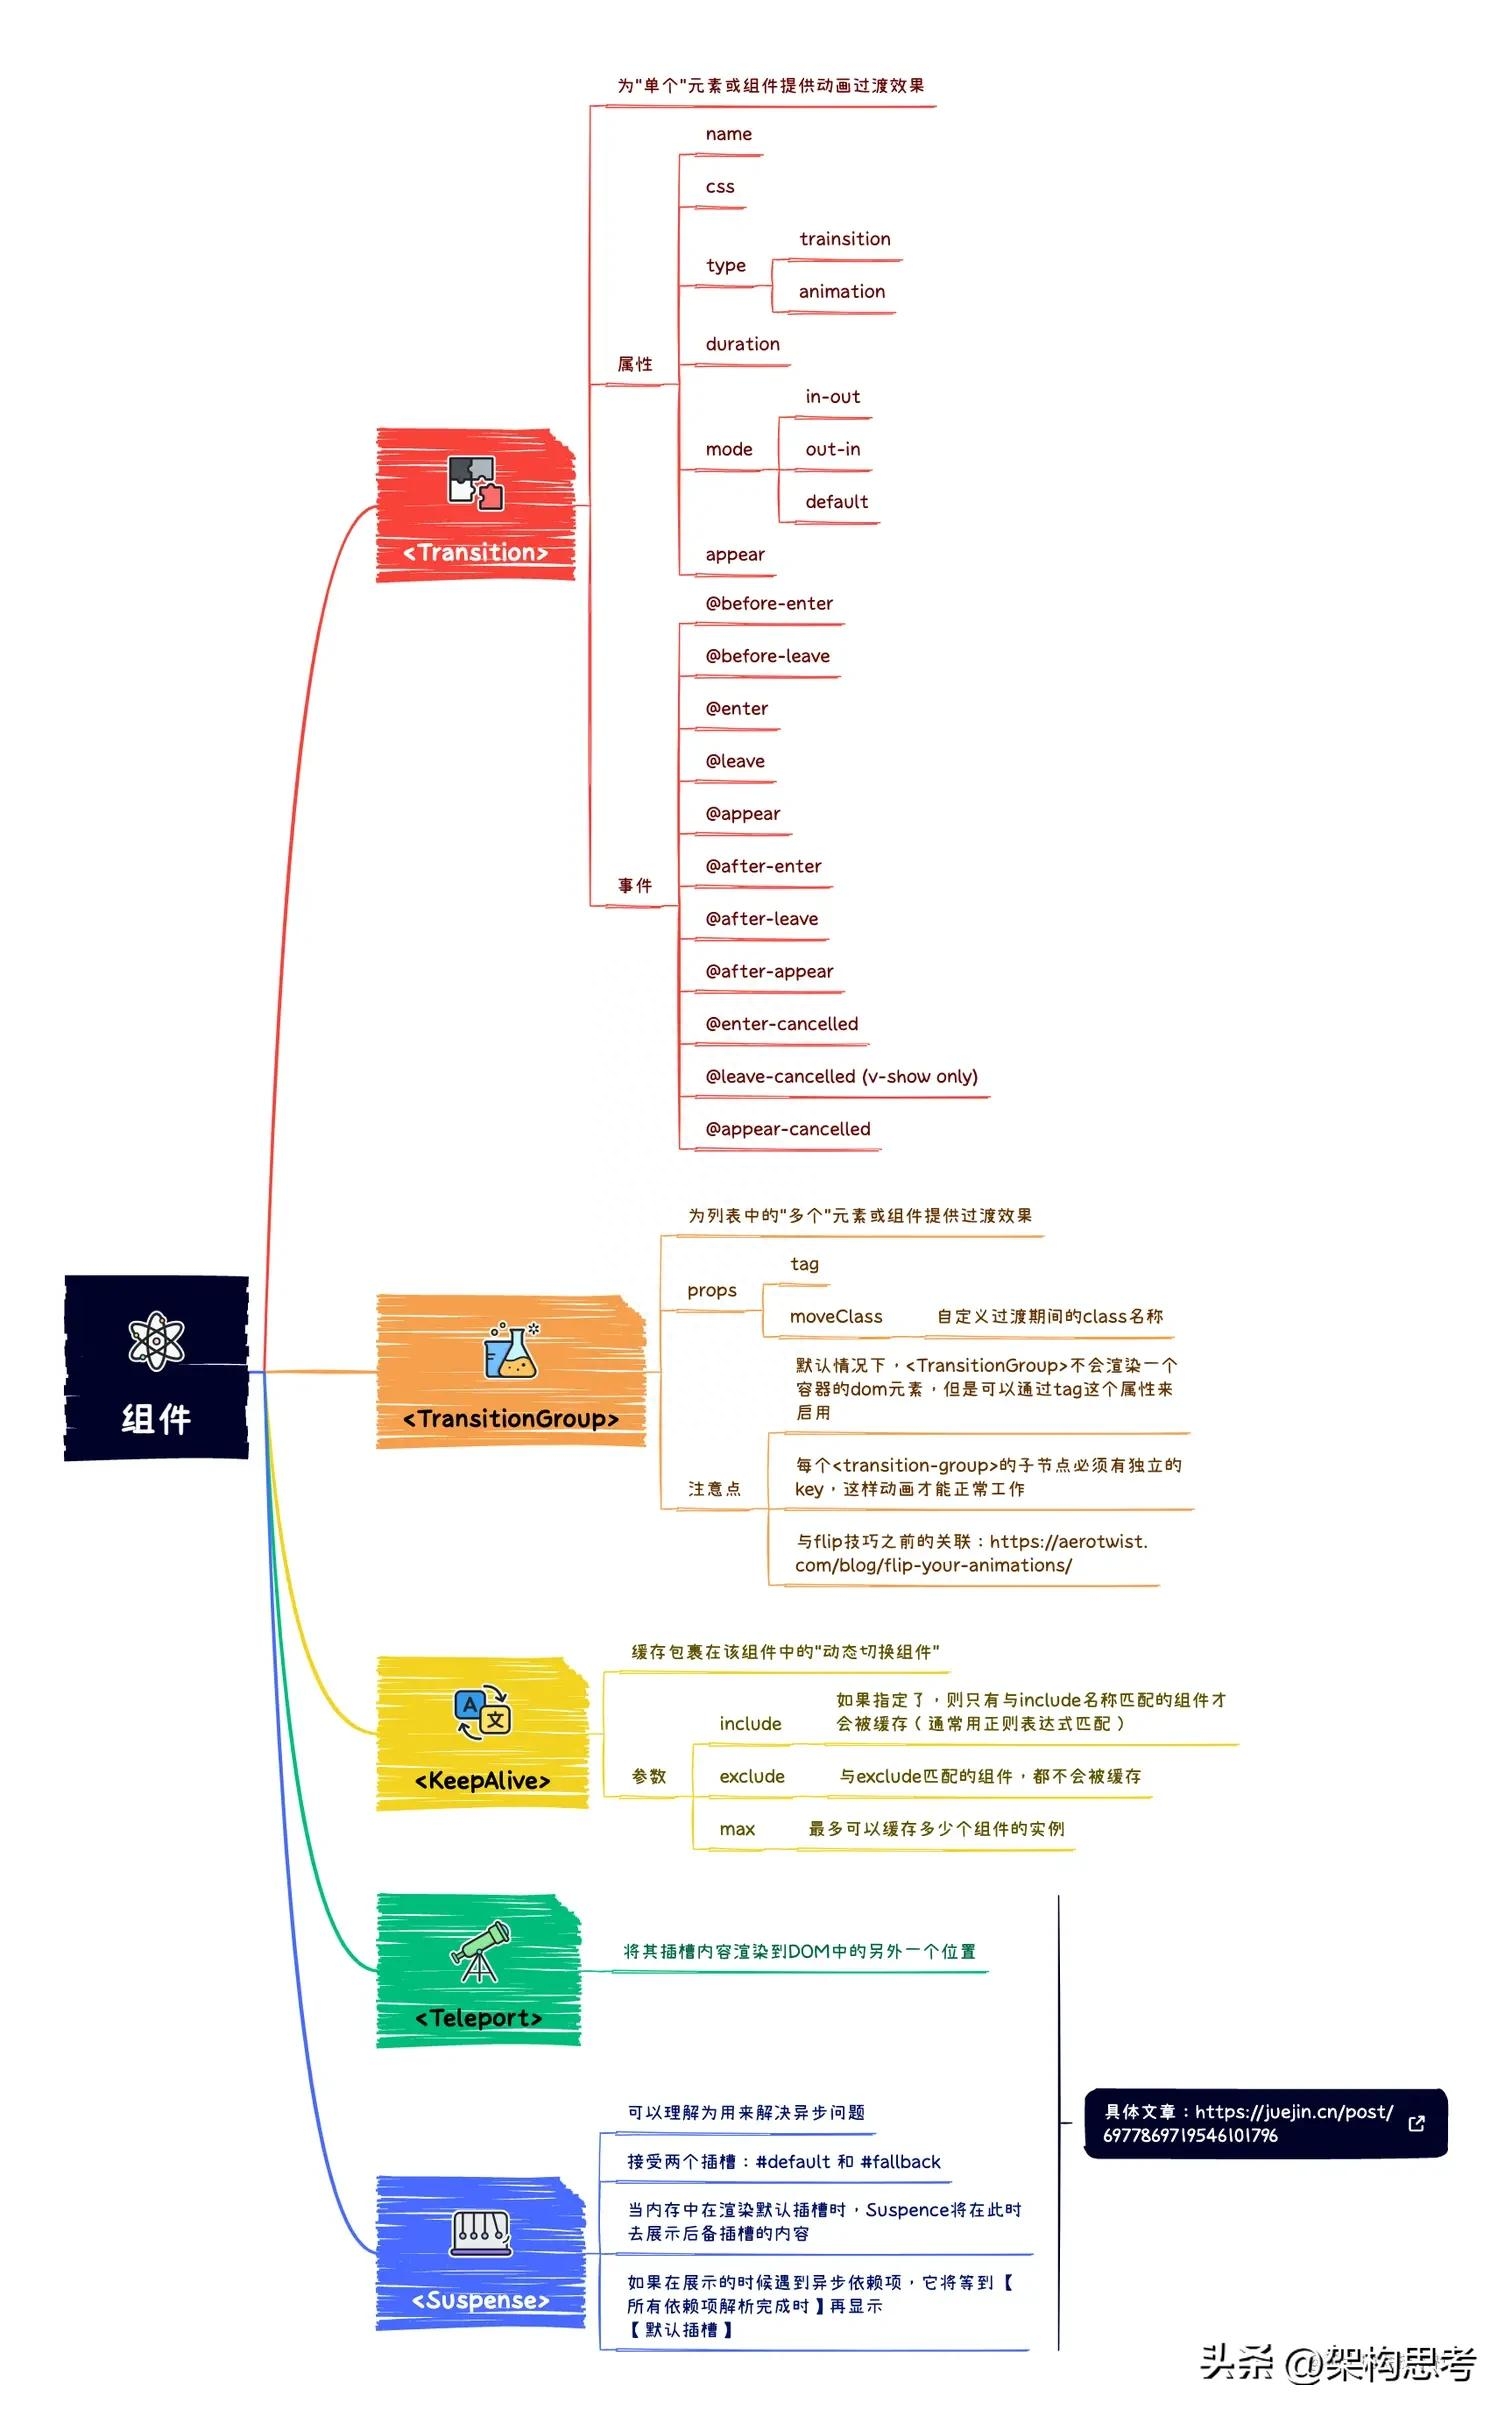 组件
<Transition>
为"单个"元素或组件提供动画过渡效果
属性
name
css
type
trainsition
animation
duration
mode
in-out
out-in
default
appear
事件
@before-enter
@before-leave
@enter
@leave
@appear
@after-enter
@after-leave
@after-appear
@enter-cancelled
@leave-cancelled (v-show only)
@appear-cancelled
<TransitionGroup>
为列表中的"多个"元素或组件提供过渡效果
props
tag
moveClass
自定义过渡期间的class名称
注意点
默认情况下，<TransitionGroup>不会渲染一个
容器的dom元素，但是可以通过tag这个属性来
启用
每个<transition-group>的子节点必须有独立的
key，这样动画才能正常工作
与flip技巧之前的关联：https://aerotwist.
com/blog/flip-your-animations/
A
文
<KeepAlive>
缓存包裹在该组件中的"动态切换组件"
参数
include
如果指定了，则只有与include名称匹配的组件才
会被缓存（通常用正则表达式匹配）
exclude
与exclude匹配的组件，都不会被缓存
max
最多可以缓存多少个组件的实例
<Teleport>
将其插槽内容渲染到DOM中的另外一个位置
<Suspense>
可以理解为用来解决异步问题
接受两个插槽：#default 和 #fallback
当内存中在渲染默认插槽时，Suspence将在此时
去展示后备插槽的内容
如果在展示的时候遇到异步依赖项，它将等到【
所有依赖项解析完成时】再显示
【默认插槽】
具体文章：https://juejin.cn/post/
6977869719546101796
头条 @架构思考